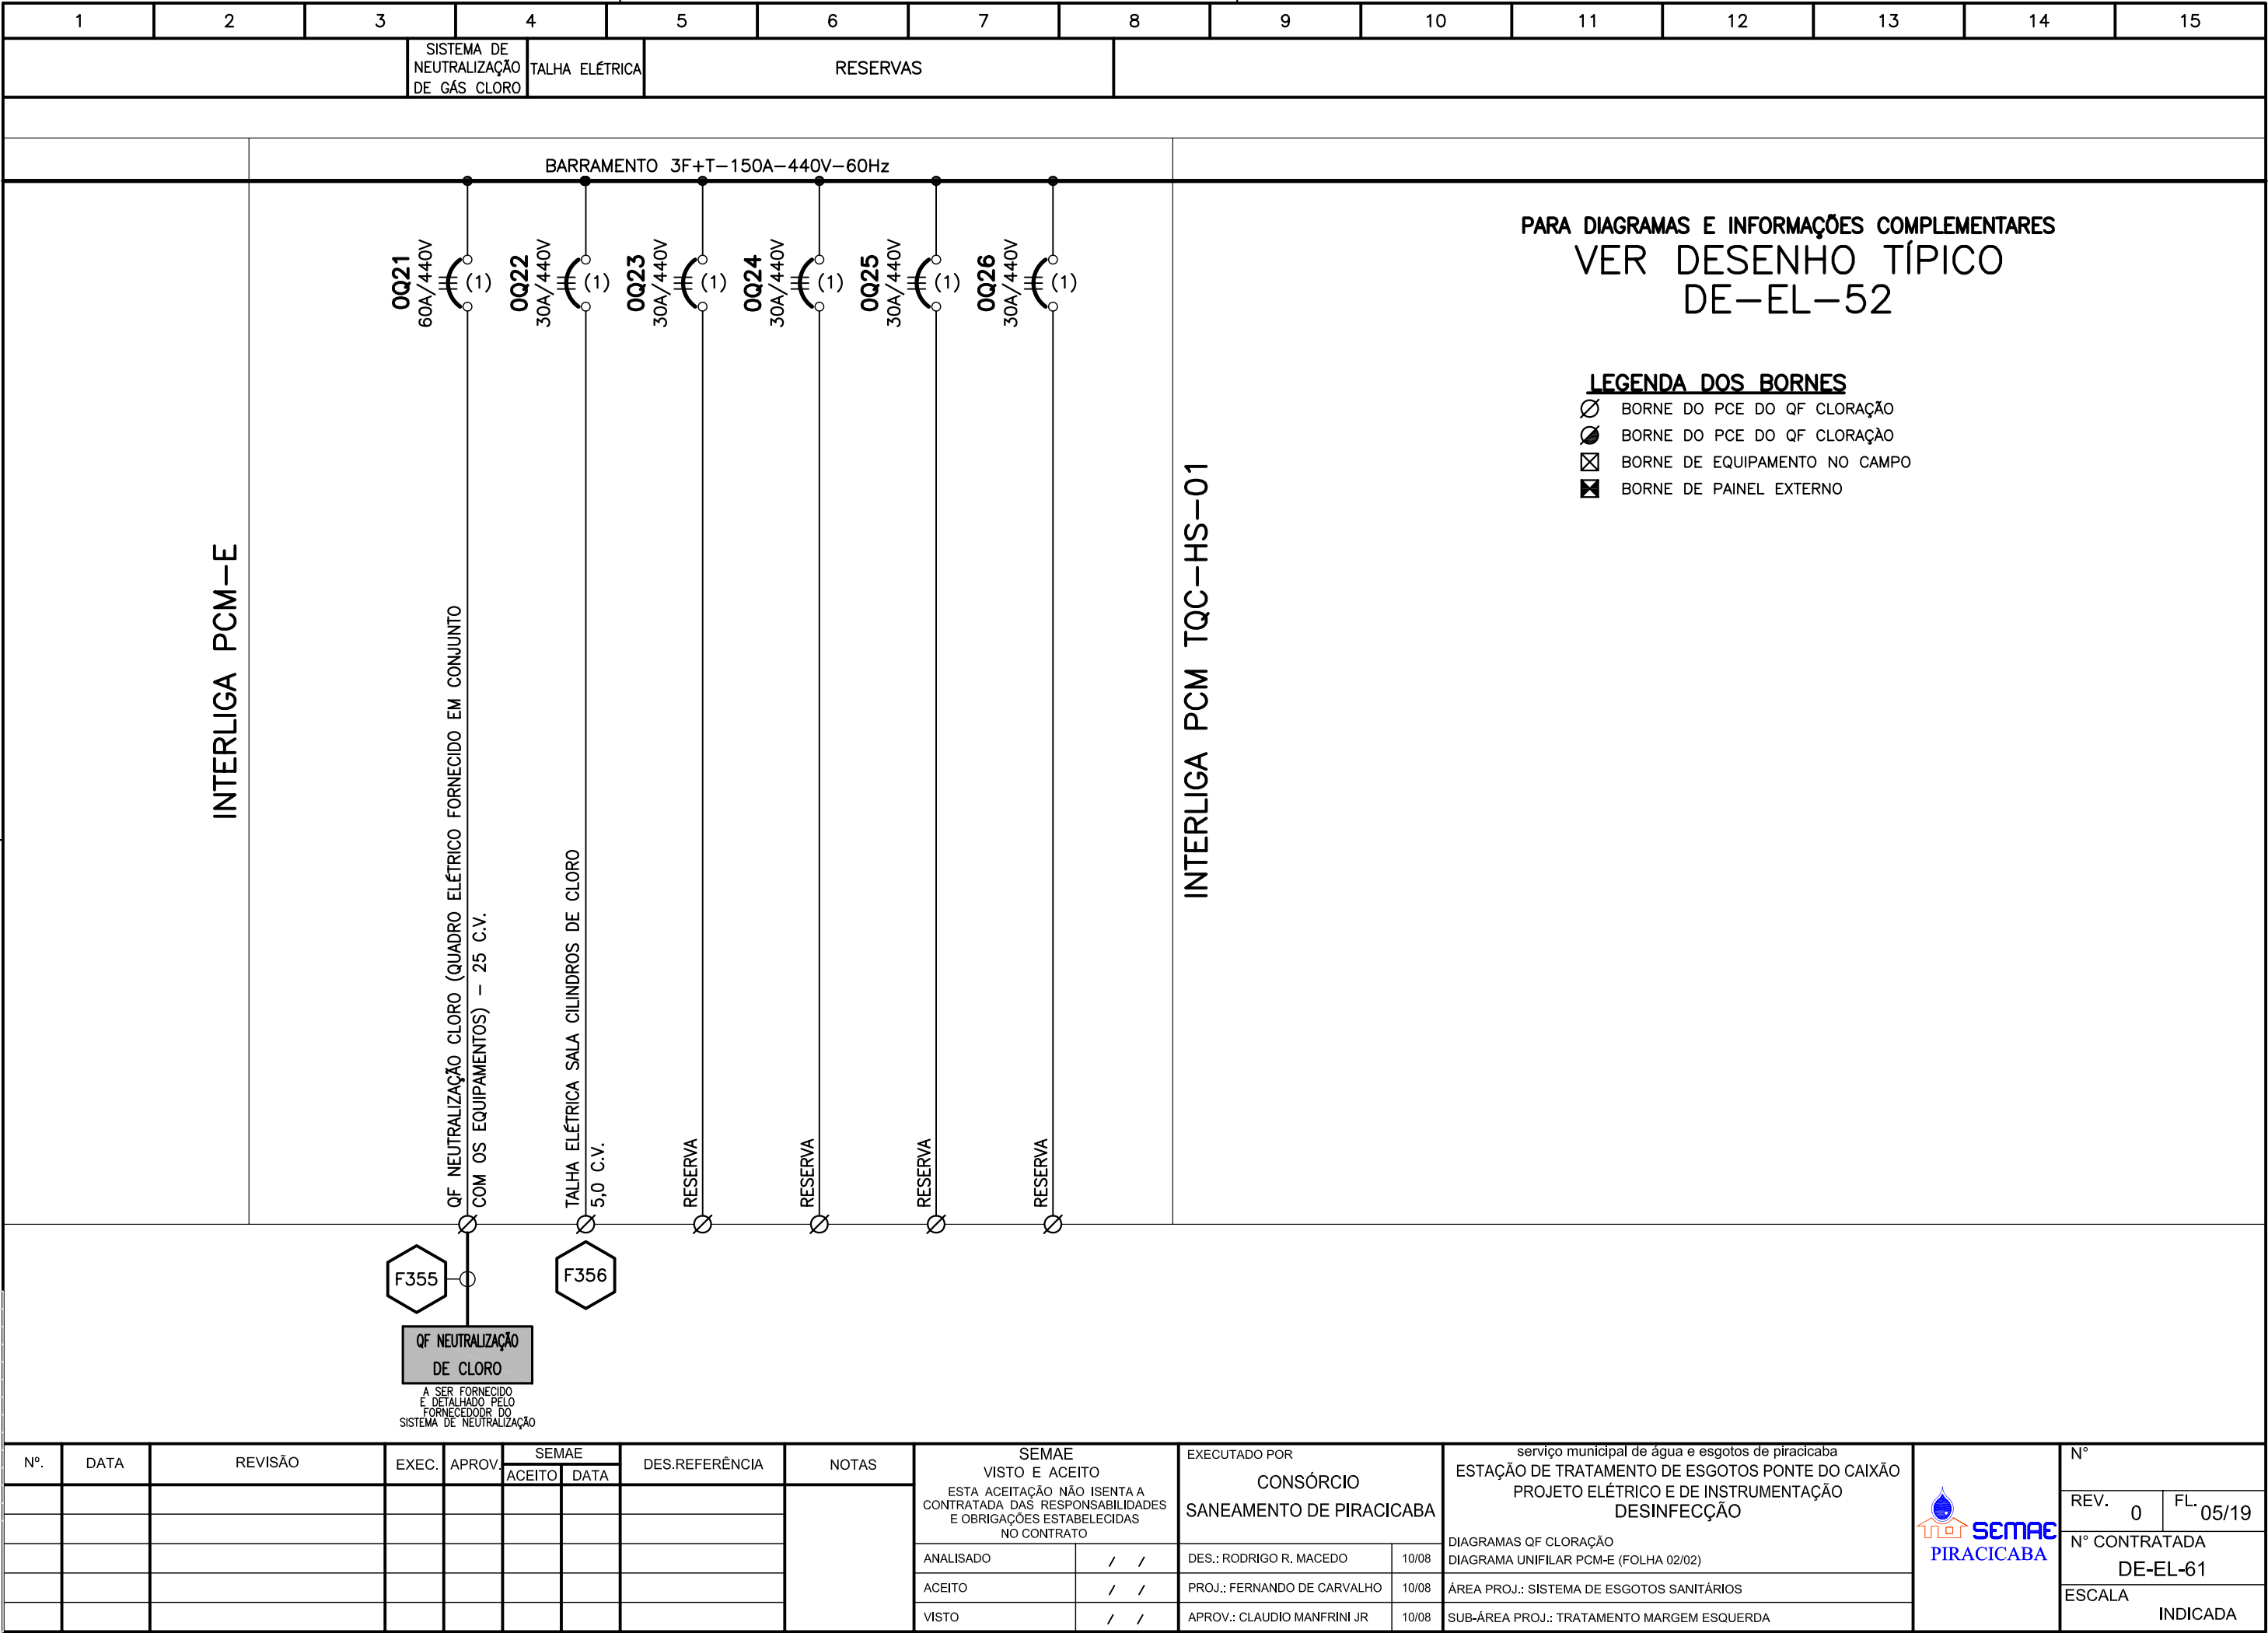 1 2 3 4 5 6 7 8 9 10 11 12 13 14 15
SISTEMA DE
NEUTRALIZAÇÃO
DE GÁS CLORO
TALHA ELÉTRICA
RESERVAS
BARRAMENTO 3F+T-150A-440V-60Hz
0Q21
60A/440V
(1)
0Q22
30A/440V
(1)
0Q23
30A/440V
(1)
0Q24
30A/440V
(1)
0Q25
30A/440V
(1)
0Q26
30A/440V
(1)
PARA DIAGRAMAS E INFORMAÇÕES COMPLEMENTARES
VER DESENHO TÍPICO
DE-EL-52
LEGENDA DOS BORNES
BORNE DO PCE DO QF CLORAÇÃO
BORNE DO PCE DO QF CLORAÇÃO
BORNE DE EQUIPAMENTO NO CAMPO
BORNE DE PAINEL EXTERNO
INTERLIGA PCM-E
QF NEUTRALIZAÇÃO CLORO (QUADRO ELÉTRICO FORNECIDO EM CONJUNTO
COM OS EQUIPAMENTOS) - 25 C.V.
TALHA ELÉTRICA SALA CILINDROS DE CLORO
5,0 C.V.
RESERVA
RESERVA
RESERVA
RESERVA
INTERLIGA PCM TQC-HS-01
F355
F356
QF NEUTRALIZAÇÃO
DE CLORO
A SER FORNECIDO
E DETALHADO PELO
FORNECEDODR DO
SISTEMA DE NEUTRALIZAÇÃO
Nº. DATA REVISÃO EXEC. APROV. SEMAE DES.REFERÊNCIA NOTAS
ACEITO DATA
SEMAE
VISTO E ACEITO
ESTA ACEITAÇÃO NÃO ISENTA A
CONTRATADA DAS RESPONSABILIDADES
E OBRIGAÇÕES ESTABELECIDAS
NO CONTRATO
ANALISADO / /
ACEITO / /
VISTO / /
EXECUTADO POR
CONSÓRCIO
SANEAMENTO DE PIRACICABA
DES.: RODRIGO R. MACEDO 10/08
PROJ.: FERNANDO DE CARVALHO 10/08
APROV.: CLAUDIO MANFRINI JR 10/08
serviço municipal de água e esgotos de piracicaba
ESTAÇÃO DE TRATAMENTO DE ESGOTOS PONTE DO CAIXÃO
PROJETO ELÉTRICO E DE INSTRUMENTAÇÃO
DESINFECÇÃO
DIAGRAMAS QF CLORAÇÃO
DIAGRAMA UNIFILAR PCM-E (FOLHA 02/02)
ÁREA PROJ.: SISTEMA DE ESGOTOS SANITÁRIOS
SUB-ÁREA PROJ.: TRATAMENTO MARGEM ESQUERDA
SEMAE
PIRACICABA
N°
REV. 0 FL. 05/19
N° CONTRATADA
DE-EL-61
ESCALA
INDICADA